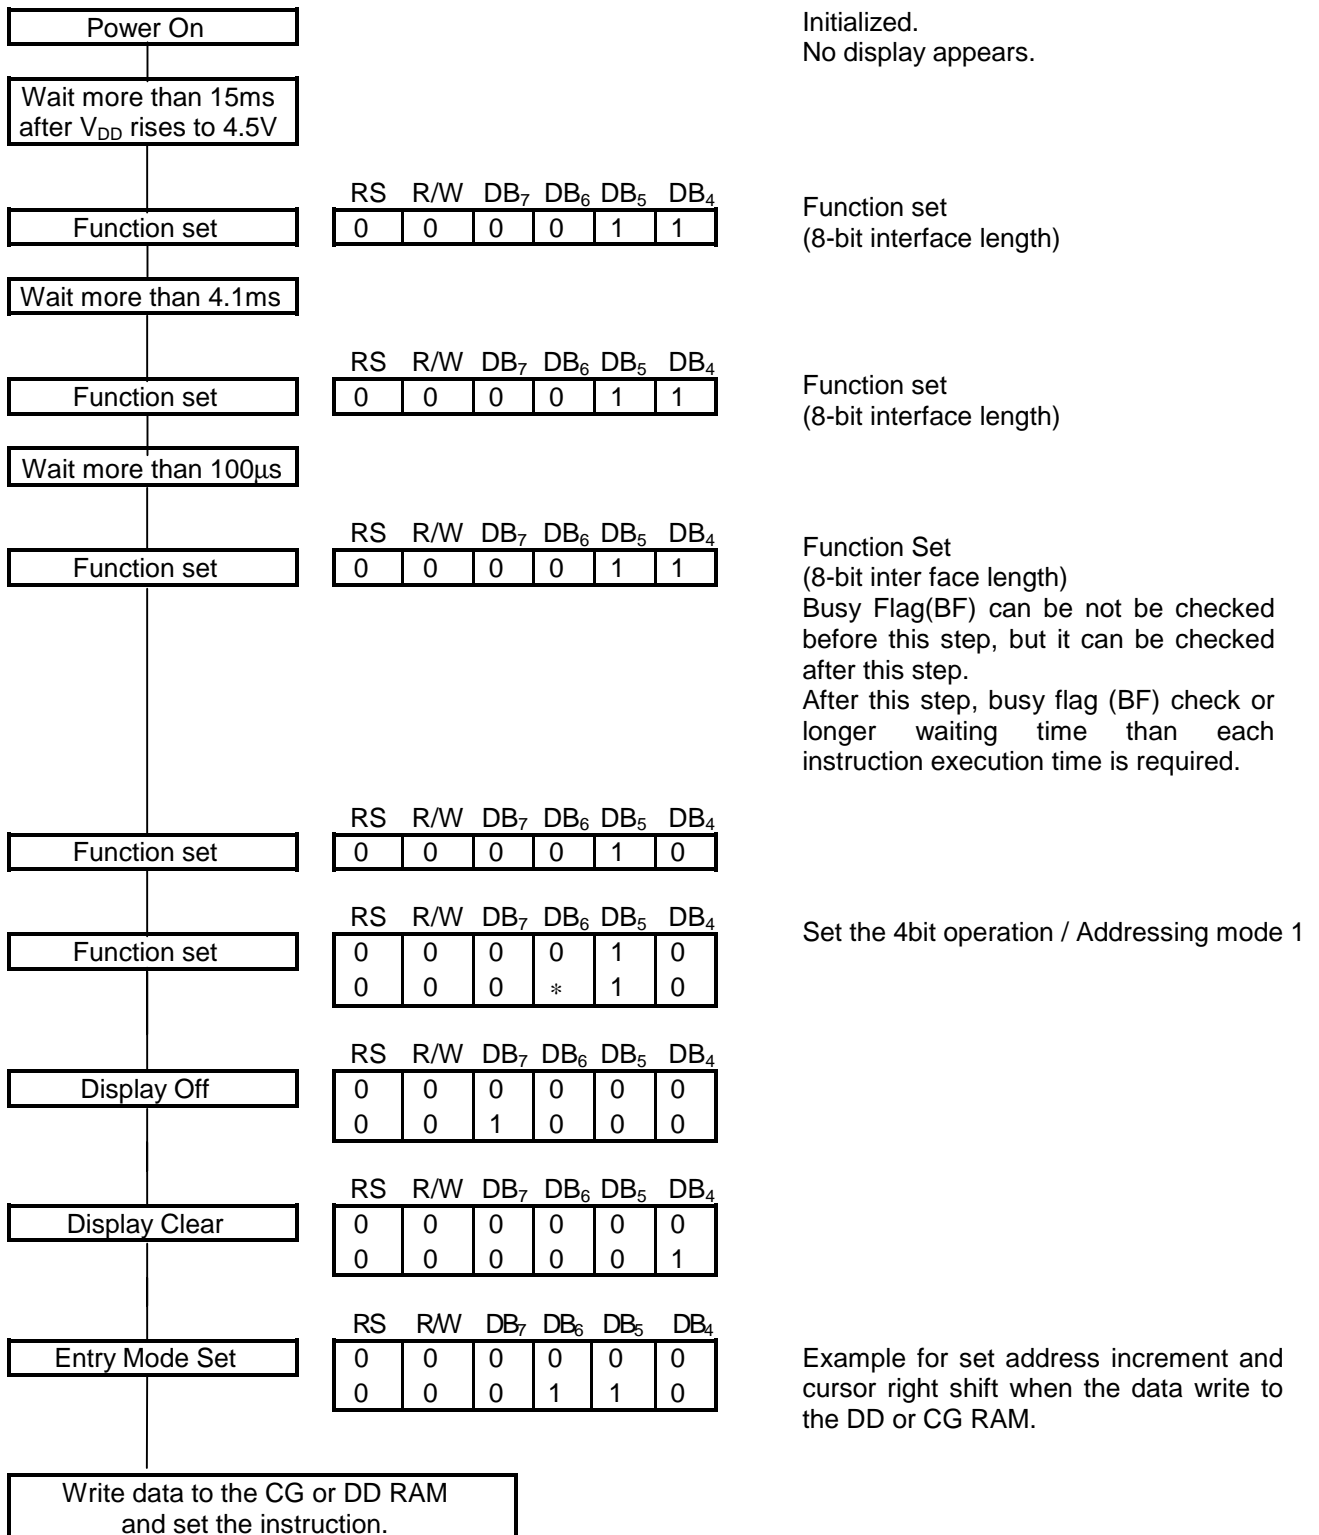 Power On
Initialized.
No display appears.
Wait more than 15ms
after VDD rises to 4.5V
RS R/W DB7 DB6 DB5 DB4
Function set
0 0 0 0 1 1
Function set
(8-bit interface length)
Wait more than 4.1ms
RS R/W DB7 DB6 DB5 DB4
Function set
0 0 0 0 1 1
Function set
(8-bit interface length)
Wait more than 100μs
RS R/W DB7 DB6 DB5 DB4
Function set
0 0 0 0 1 1
Function Set
(8-bit inter face length)
Busy Flag(BF) can be not be checked
before this step, but it can be checked
after this step.
After this step, busy flag (BF) check or
longer waiting time than each
instruction execution time is required.
RS R/W DB7 DB6 DB5 DB4
Function set
0 0 0 0 1 0
RS R/W DB7 DB6 DB5 DB4
Function set
0 0 0 0 1 0
0 0 0 * 1 0
Set the 4bit operation / Addressing mode 1
RS R/W DB7 DB6 DB5 DB4
Display Off
0 0 0 0 0 0
0 0 1 0 0 0
RS R/W DB7 DB6 DB5 DB4
Display Clear
0 0 0 0 0 0
0 0 0 0 0 1
RS R/W DB7 DB6 DB5 DB4
Entry Mode Set
0 0 0 0 0 0
0 0 0 1 1 0
Example for set address increment and
cursor right shift when the data write to
the DD or CG RAM.
Write data to the CG or DD RAM
and set the instruction.